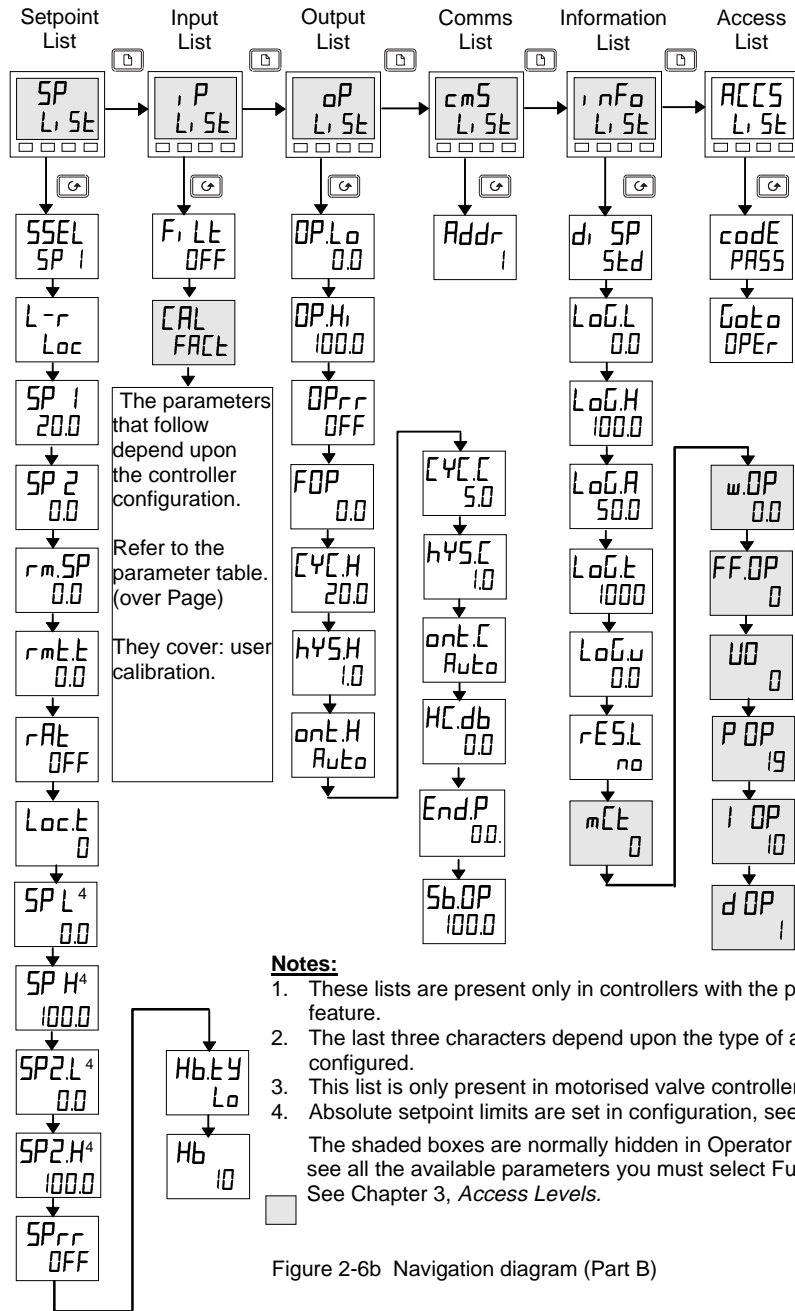 Setpoint List
Input List
Output List
Comms List
Information List
Access List
SP
LiSt
iP
LiSt
oP
LiSt
cmS
LiSt
inFo
LiSt
ACCS
LiSt
SSEL
SP 1
L-r
Loc
SP 1
20.0
SP 2
0.0
rm.SP
0.0
rmt.t
0.0
rAt
OFF
Loc.t
0
SP L 4
0.0
SP H 4
100.0
SP2.L 4
0.0
SP2.H 4
100.0
SPrr
OFF
Hb.tY
Lo
Hb
10
FiLt
OFF
CAL
FACt
The parameters
that follow
depend upon
the controller
configuration.
Refer to the
parameter table.
(over Page)
They cover: user
calibration.
OP.Lo
0.0
OP.Hi
100.0
OPrr
OFF
FOP
0.0
CYC.H
20.0
hYS.H
1.0
ont.H
Auto
CYC.C
5.0
hYS.C
1.0
ont.C
Auto
HC.db
0.0
End.P
0.0.
Sb.OP
100.0
Addr
1
diSP
Std
LoG.L
0.0
LoG.H
100.0
LoG.A
50.0
LoG.t
1000
LoG.u
0.0
rES.L
no
mCt
0
w.OP
0.0
FF.OP
0
UO
0
P OP
19
I OP
10
d OP
1
codE
PASS
Goto
OPEr
Notes:
1. These lists are present only in controllers with the p
feature.
2. The last three characters depend upon the type of a
configured.
3. This list is only present in motorised valve controller
4. Absolute setpoint limits are set in configuration, see
The shaded boxes are normally hidden in Operator
see all the available parameters you must select Fu
See Chapter 3, Access Levels.
Figure 2-6b Navigation diagram (Part B)